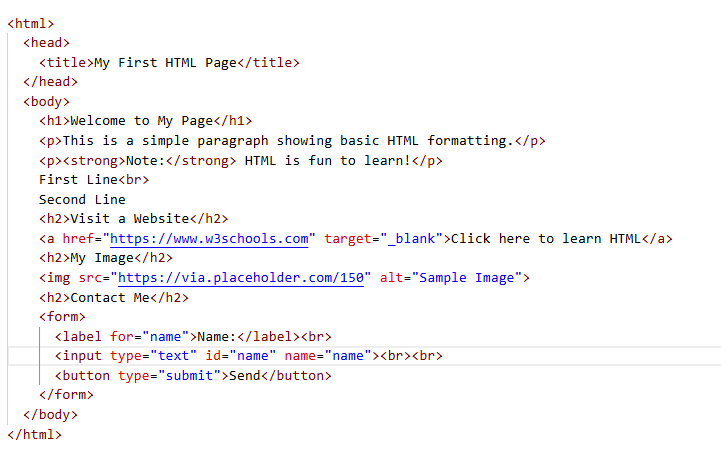 <html>
<head>
<title>My First HTML Page</title>
</head>
<body>
<h1>Welcome to My Page</h1>
<p>This is a simple paragraph showing basic HTML formatting.</p>
<p><strong>Note:</strong> HTML is fun to learn!</p>
First Line<br>
Second Line
<h2>Visit a Website</h2>
<a href="https://www.w3schools.com" target="_blank">Click here to learn HTML</a>
<h2>My Image</h2>
<img src="https://via.placeholder.com/150" alt="Sample Image">
<h2>Contact Me</h2>
<form>
<label for="name">Name:</label><br>
<input type="text" id="name" name="name"><br><br>
<button type="submit">Send</button>
</form>
</body>
</html>